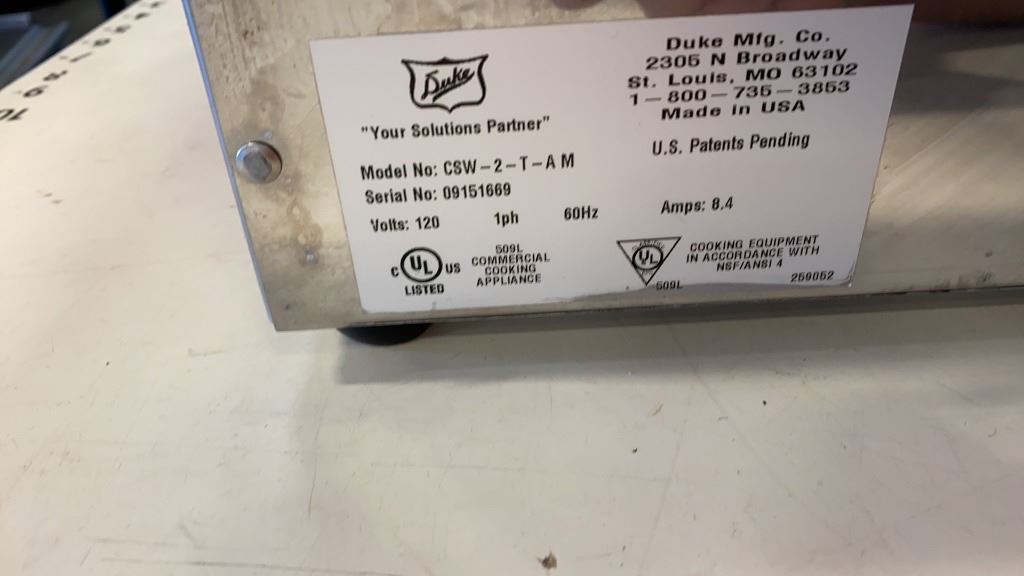 Duke
"Your Solutions Partner"
Model No: CSW-2-T-A M
Serial No: 09151669
Volts: 120 1ph 60Hz Amps: 8.4
Duke Mfg. Co.
2305 N Broadway
St. Louis, MO 63102
1-800-735-3853
Made in USA
U.S. Patents Pending
C UL US
LISTED
509L
COMMERCIAL
COOKING
APPLIANCE
UL
509L
COOKING EQUIPMENT
IN ACCORDANCE WITH
NSF/ANSI 4
259052